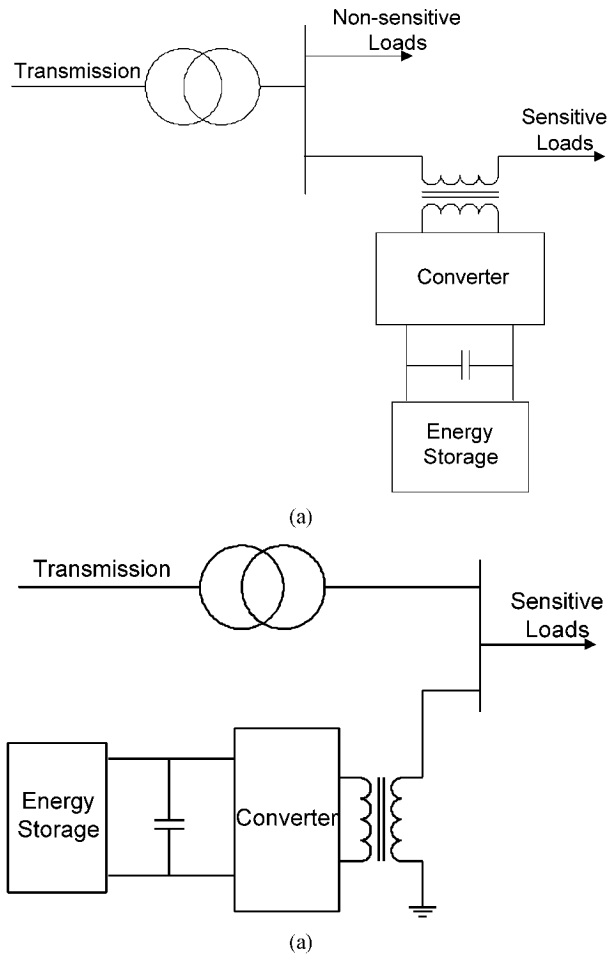 Non-sensitive
Loads
Transmission
Sensitive
Loads
Converter
Energy
Storage
(a)
Transmission
Sensitive
Loads
Energy
Storage
Converter
(a)